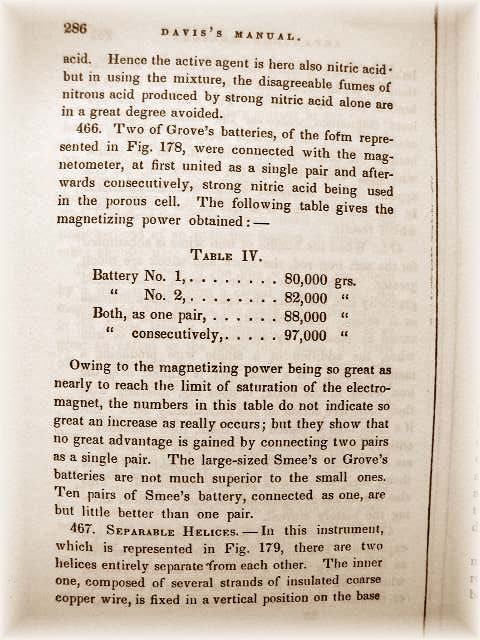 286 DAVIS'S MANUAL.
acid. Hence the active agent is here also nitric acid·
but in using the mixture, the disagreeable fumes of
nitrous acid produced by strong nitric acid alone are
in a great degree avoided.
466. Two of Grove's batteries, of the form repre-
sented in Fig. 178, were connected with the mag-
netometer, at first united as a single pair and after-
wards consecutively, strong nitric acid being used
in the porous cell. The following table gives the
magnetizing power obtained: —
TABLE IV.
Battery No. 1, . . . . . . . . 80,000 grs.
“ No. 2, . . . . . . . . 82,000 “
Both, as one pair, . . . . . . 88,000 “
“ consecutively, . . . . . 97,000 “
Owing to the magnetizing power being so great as
nearly to reach the limit of saturation of the electro-
magnet, the numbers in this table do not indicate so
great an increase as really occurs; but they show that
no great advantage is gained by connecting two pairs
as a single pair. The large-sized Smee's or Grove's
batteries are not much superior to the small ones.
Ten pairs of Smee's battery, connected as one, are
but little better than one pair.
467. SEPARABLE HELICES. — In this instrument,
which is represented in Fig. 179, there are two
helices entirely separate from each other. The inner
one, composed of several strands of insulated coarse
copper wire, is fixed in a vertical position on the base